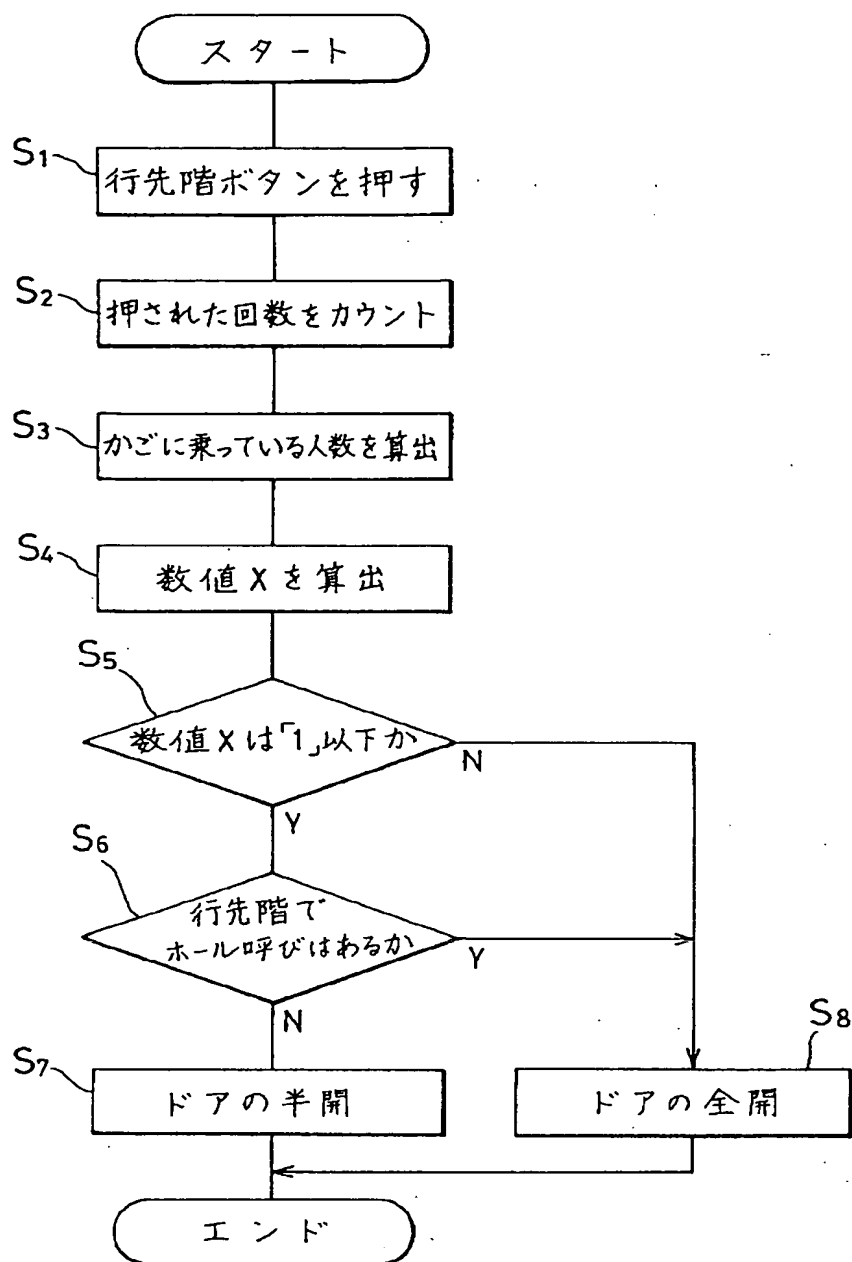 スタート
S1
行先階ボタンを押す
S2
押された回数をカウント
S3
かごに乗っている人数を算出
S4
数値Xを算出
S5
数値Xは「1」以下か
N
Y
S6
行先階で
ホール呼びはあるか
Y
N
S7
ドアの半開
S8
ドアの全開
エンド